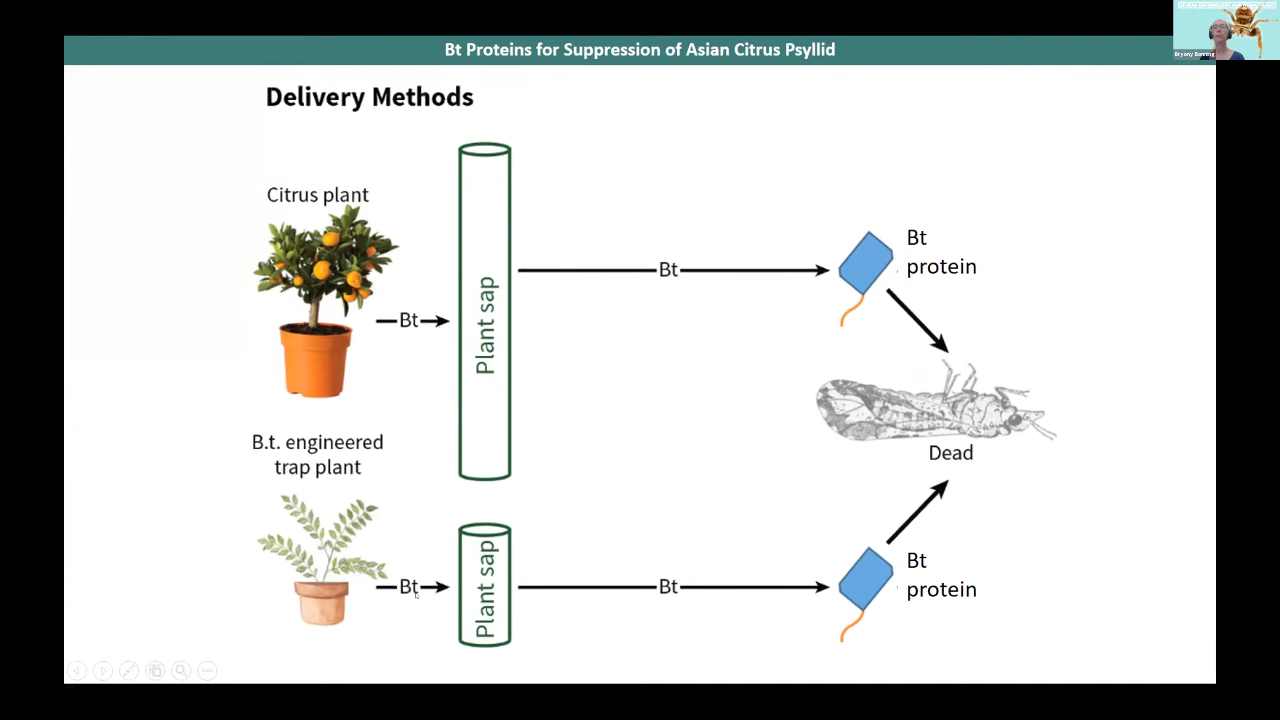 Bt Proteins for Suppression of Asian Citrus Psyllid
Delivery Methods
Citrus plant
Bt
Plant sap
Bt
Bt
protein
Dead
B.t. engineered
trap plant
Bt
Plant sap
Bt
Bt
protein